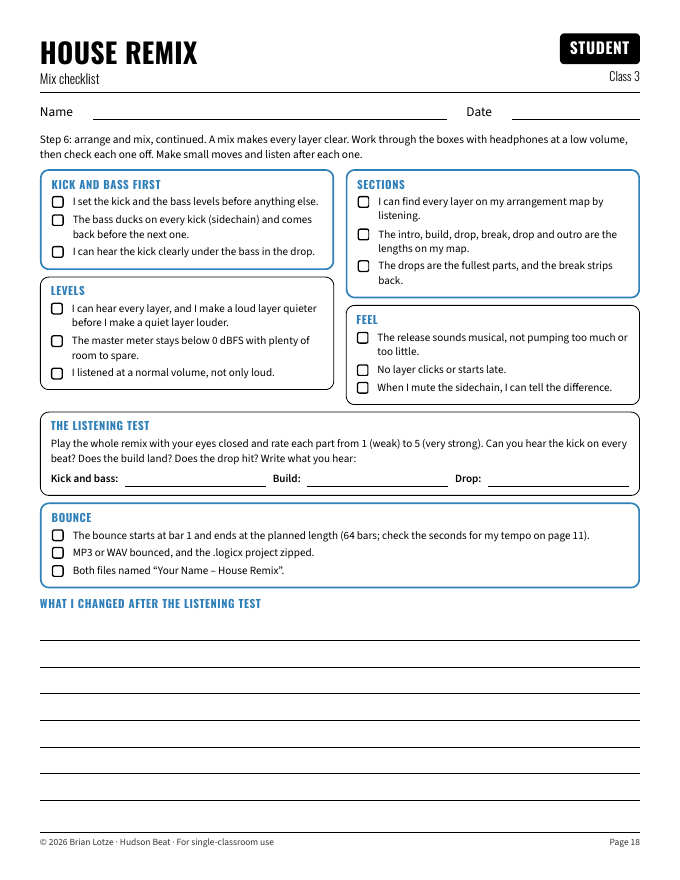 HOUSE REMIX
STUDENT
Mix checklist
Class 3
Name
Date
Step 6: arrange and mix, continued. A mix makes every layer clear. Work through the boxes with headphones at a low volume,
then check each one off. Make small moves and listen after each one.
KICK AND BASS FIRST
I set the kick and the bass levels before anything else.
The bass ducks on every kick (sidechain) and comes
back before the next one.
I can hear the kick clearly under the bass in the drop.
LEVELS
I can hear every layer, and I make a loud layer quieter
before I make a quiet layer louder.
The master meter stays below 0 dBFS with plenty of
room to spare.
I listened at a normal volume, not only loud.
SECTIONS
I can find every layer on my arrangement map by
listening.
The intro, build, drop, break, drop and outro are the
lengths on my map.
The drops are the fullest parts, and the break strips
back.
FEEL
The release sounds musical, not pumping too much or
too little.
No layer clicks or starts late.
When I mute the sidechain, I can tell the difference.
THE LISTENING TEST
Play the whole remix with your eyes closed and rate each part from 1 (weak) to 5 (very strong). Can you hear the kick on every
beat? Does the build land? Does the drop hit? Write what you hear:
Kick and bass:
Build:
Drop:
BOUNCE
The bounce starts at bar 1 and ends at the planned length (64 bars; check the seconds for my tempo on page 11).
MP3 or WAV bounced, and the .logicx project zipped.
Both files named “Your Name – House Remix”.
WHAT I CHANGED AFTER THE LISTENING TEST
© 2026 Brian Lotze · Hudson Beat · For single-classroom use
Page 18